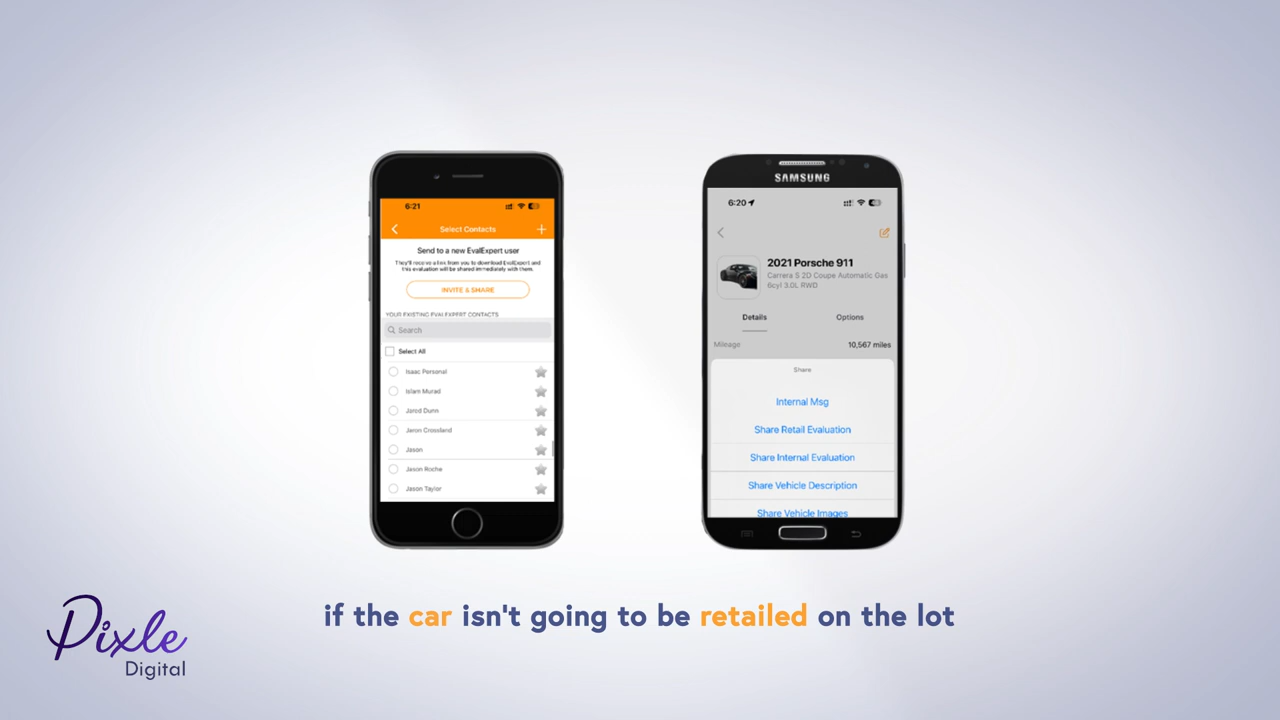 6:21
Select Contacts
Send to a new EvalExpert user
They'll receive a link from you to download EvalExpert and
this evaluation will be shared immediately with them.
INVITE & SHARE
YOUR EXISTING EVALEXPERT CONTACTS
Search
Select All
Isaac Personal
Islam Murad
Jarod Dunn
Jeron Crossland
Jason
Jason Roche
Jason Taylor
SAMSUNG
6:20
2021 Porsche 911
Carrera S 2D Coupe Automatic Gas
6cyl 3.0L RWD
Details Options
Mileage 10,567 miles
Share
Internal Msg
Share Retail Evaluation
Share Internal Evaluation
Share Vehicle Description
Share Vehicle Images
if the car isn't going to be retailed on the lot
Pixle
Digital